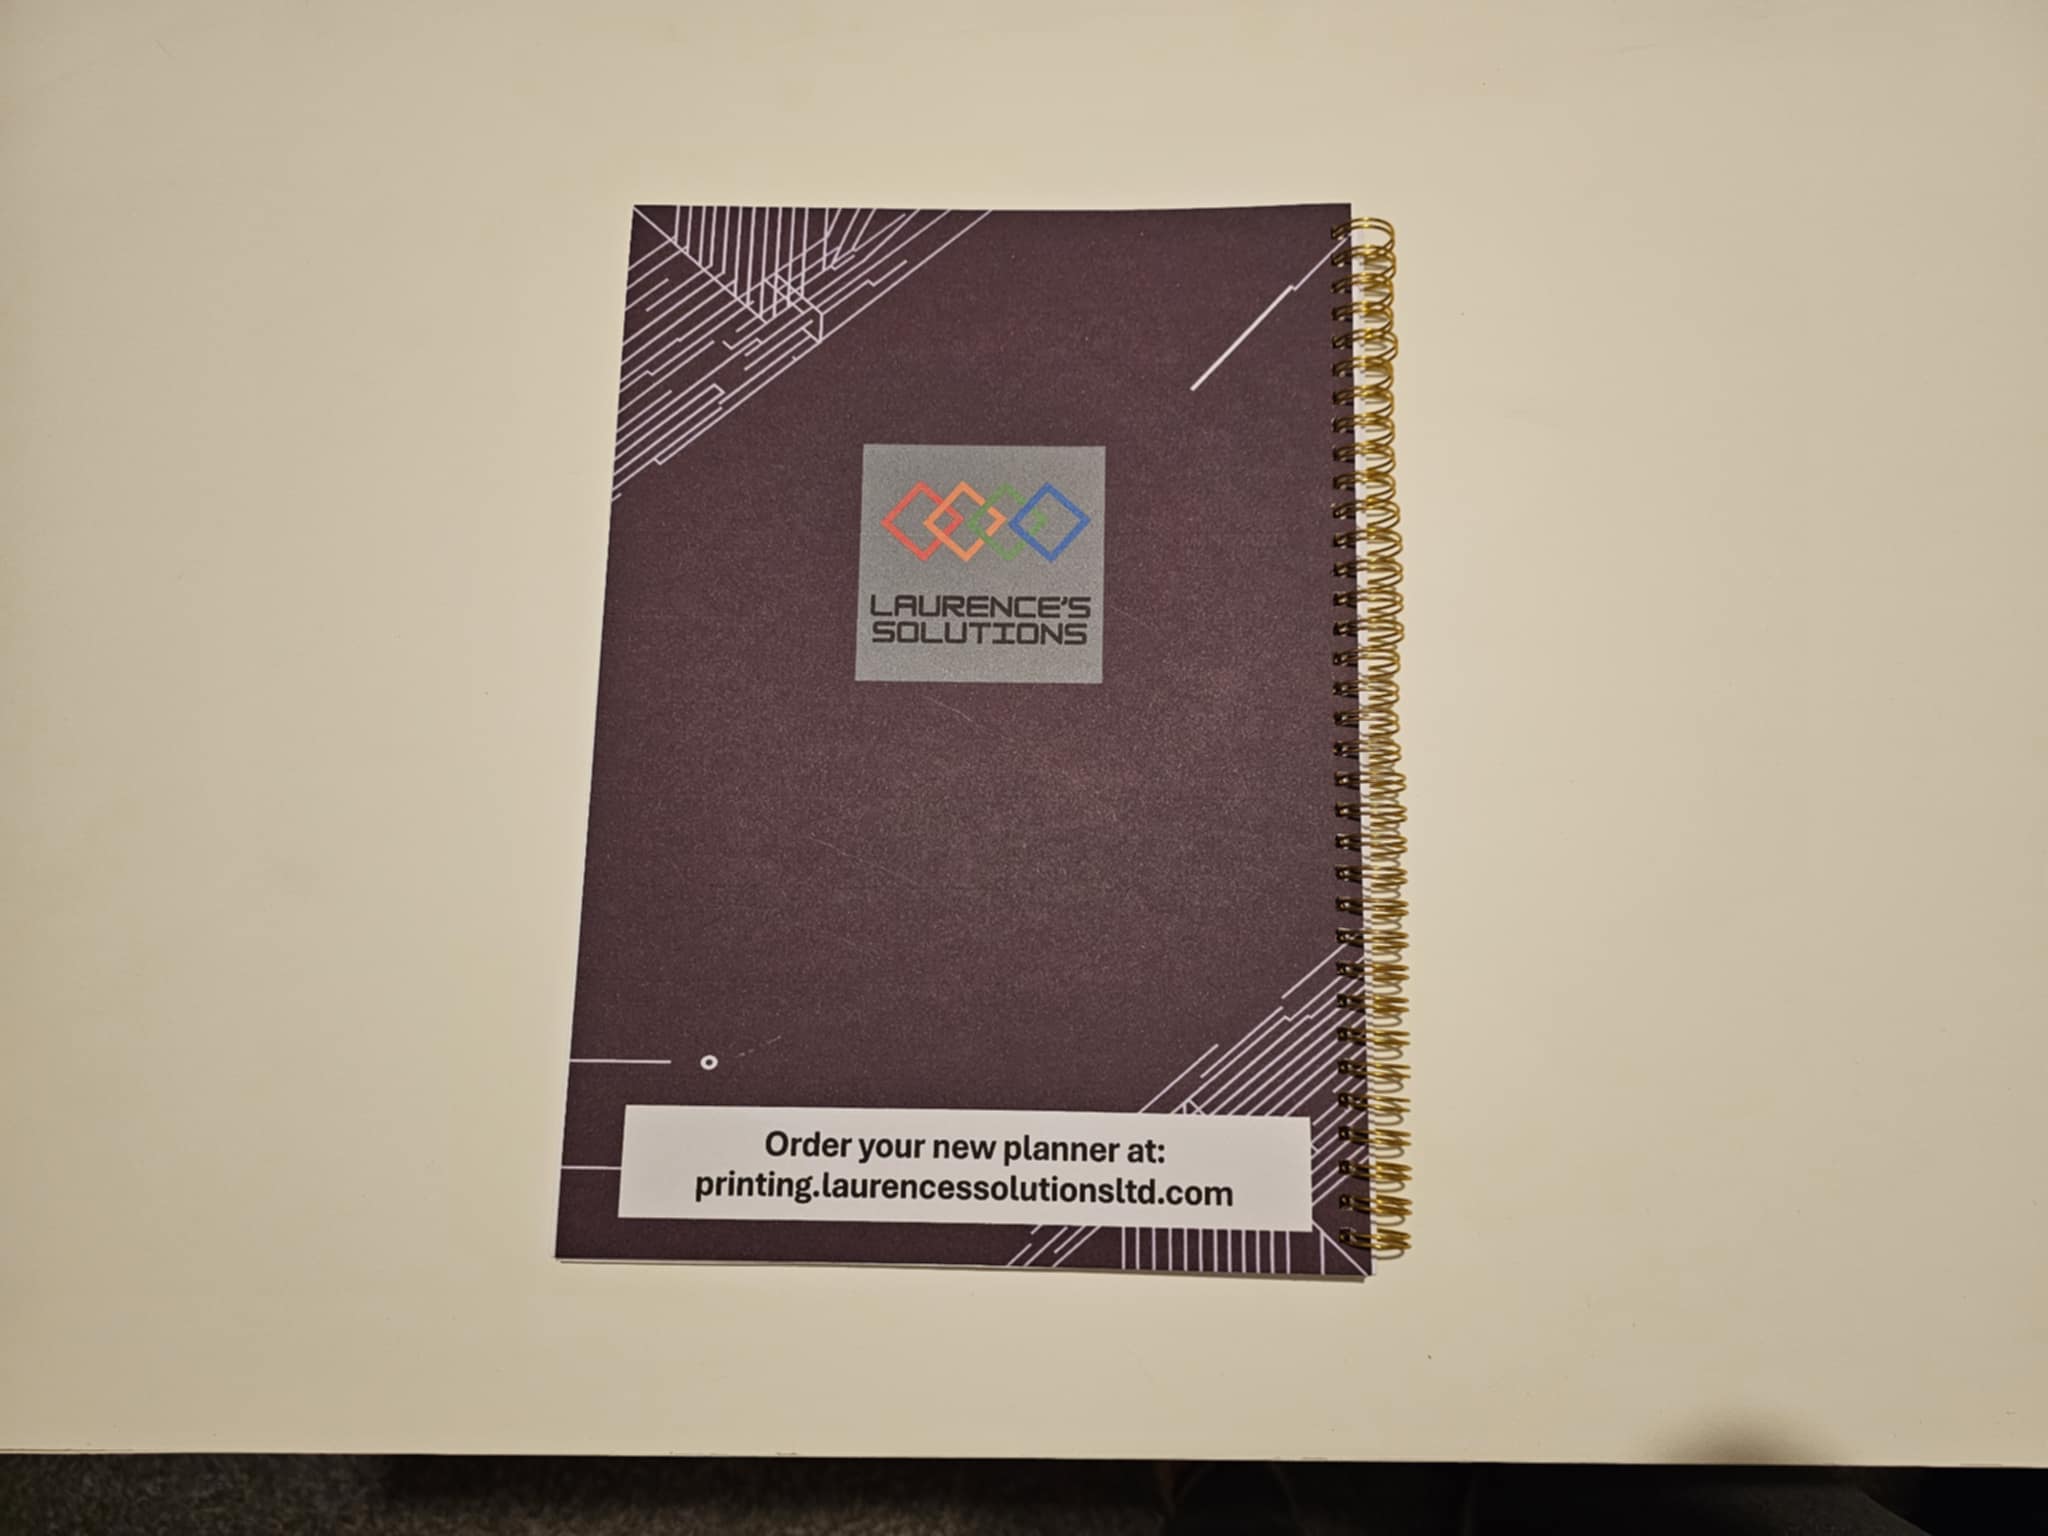 LAURENCE'S
SOLUTIONS
Order your new planner at:
printing.laurencessolutionsltd.com